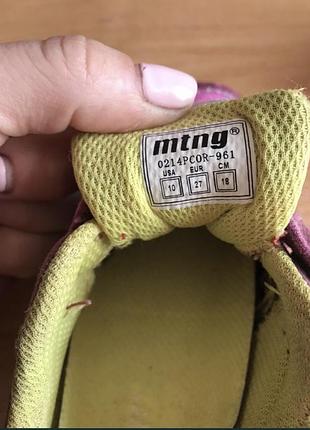 mtng®
0214PCOR-961
USA EUR CM
10 27 18